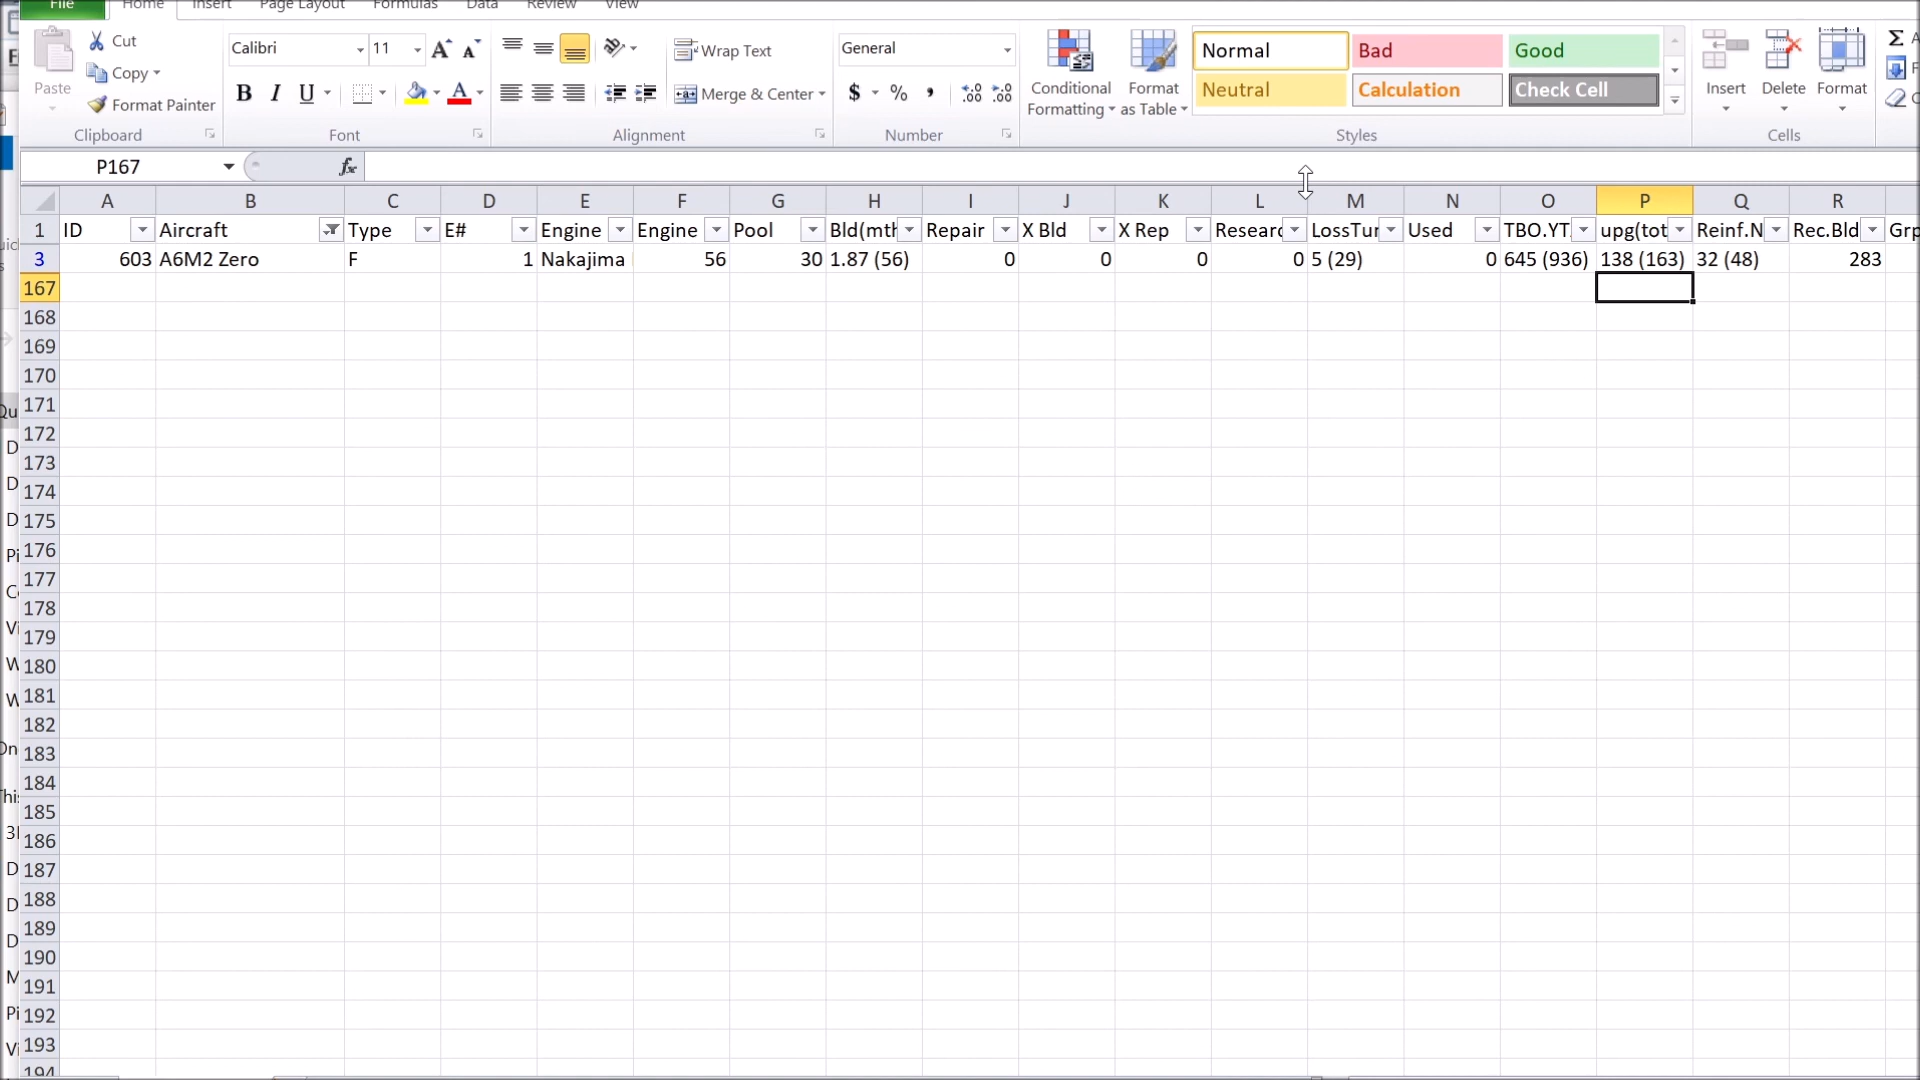 File Home Insert Page Layout Formulas Data Review View
Paste
Cut
Copy
Format Painter
Clipboard
Calibri 11
B I U
Font
Wrap Text
Merge & Center
Alignment
General
$ % ,
Number
Conditional Formatting
Format as Table
Normal Bad Good
Neutral Calculation Check Cell
Styles
Insert Delete Format
Cells
P167 fx
A B C D E F G H I J K L M N O P Q R
1 ID Aircraft Type E# Engine Engine Pool Bld(mth Repair X Bld X Rep Researc LossTur Used TBO.YT. upg(tot Reinf.N Rec.Bld Grp
3 603 A6M2 Zero F 1 Nakajima 56 30 1.87 (56) 0 0 0 0 5 (29) 0 645 (936) 138 (163) 32 (48) 283
167
168
169
170
171
172
173
174
175
176
177
178
179
180
181
182
183
184
185
186
187
188
189
190
191
192
193
194